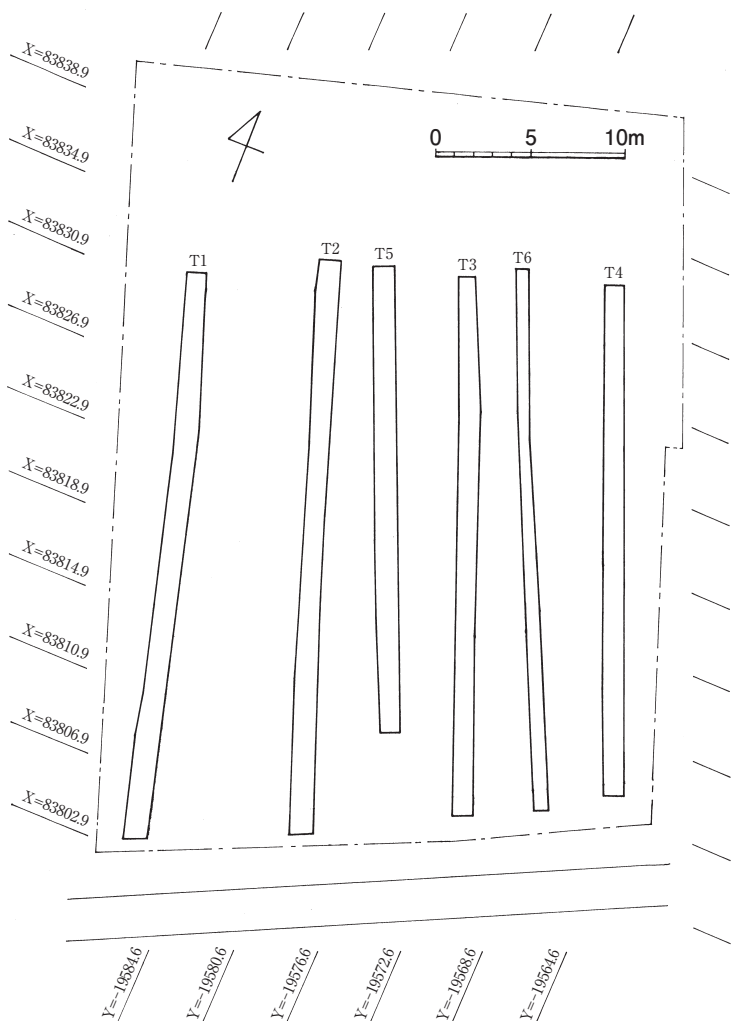 X=83838.9
X=83834.9
X=83830.9
X=83826.9
X=83822.9
X=83818.9
X=83814.9
X=83810.9
X=83806.9
X=83802.9
0 5 10m
T1
T2
T5
T3
T6
T4
Y=-19584.6
Y=-19580.6
Y=-19576.6
Y=-19572.6
Y=-19568.6
Y=-19564.6